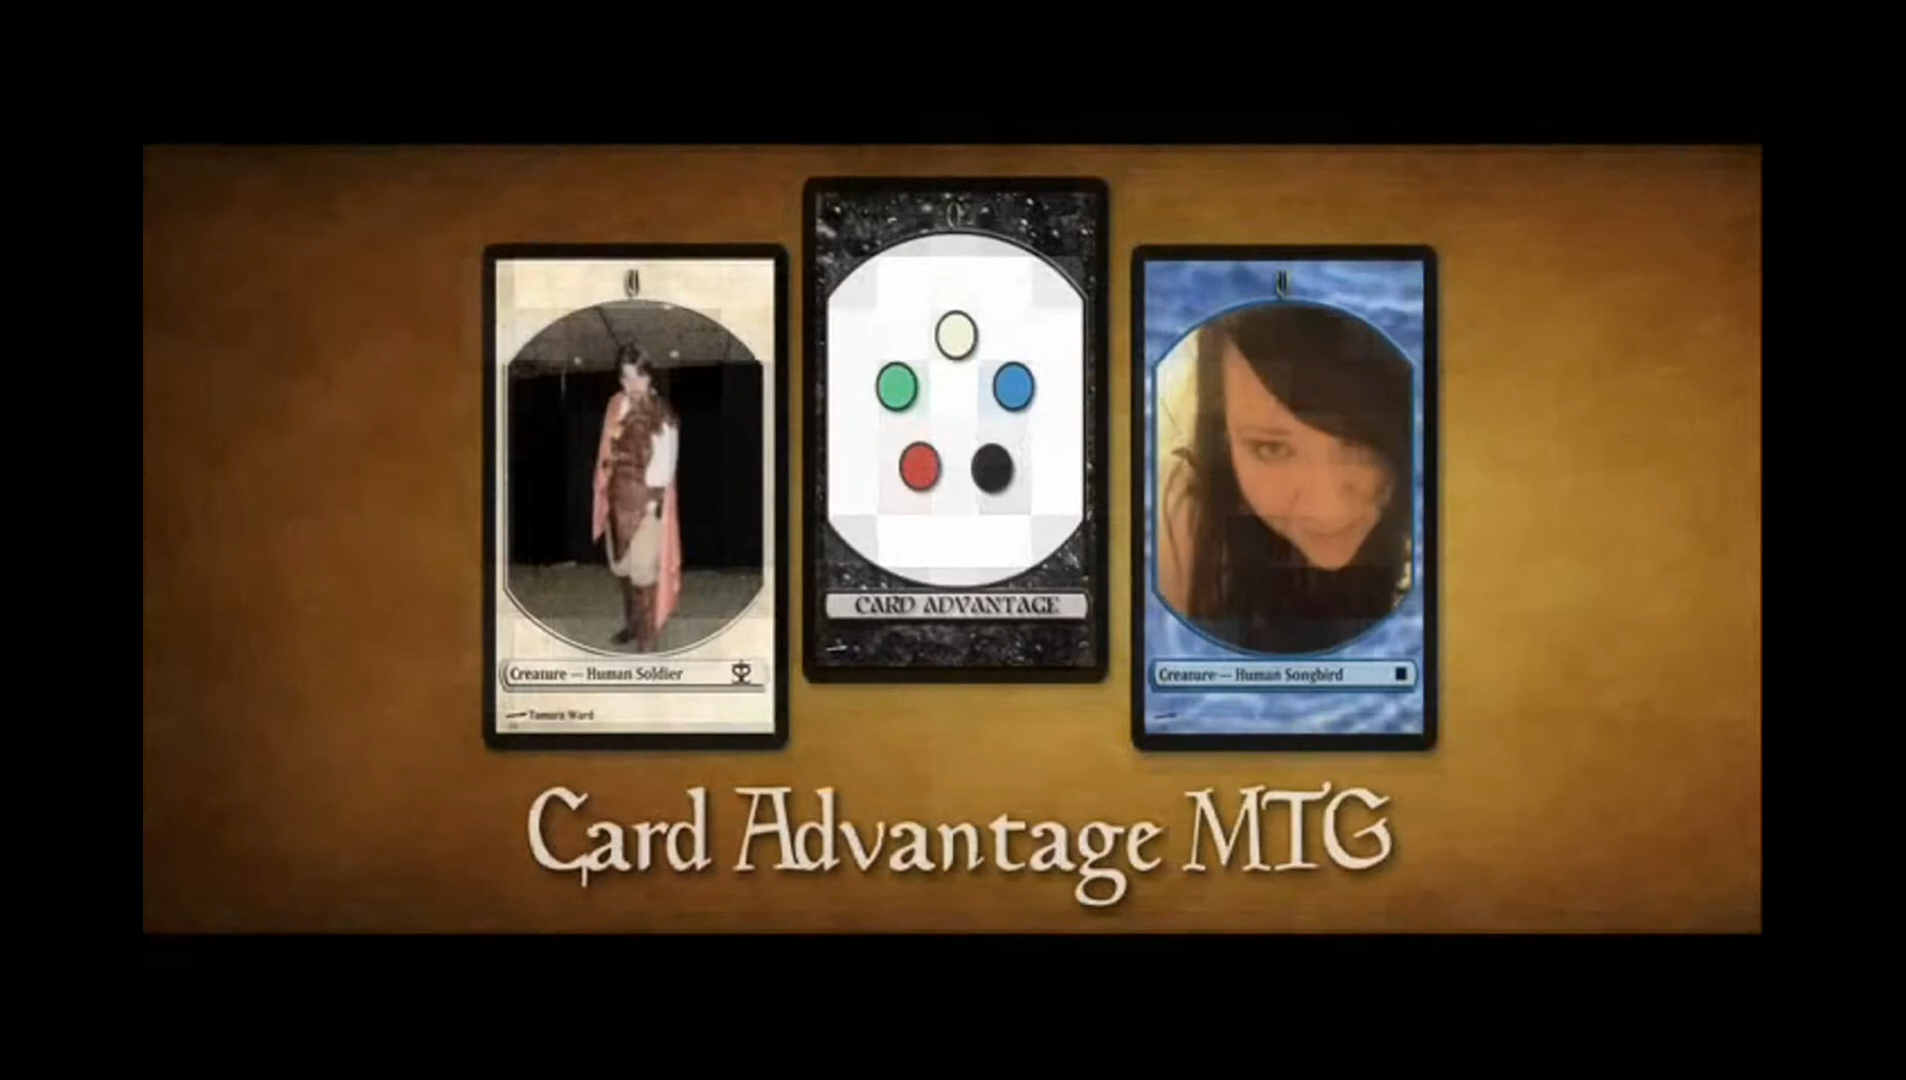 CARD ADVANTAGE
Creature — Human Soldier
Creature — Human Songbird
Tamara Ward
Card Advantage MTG